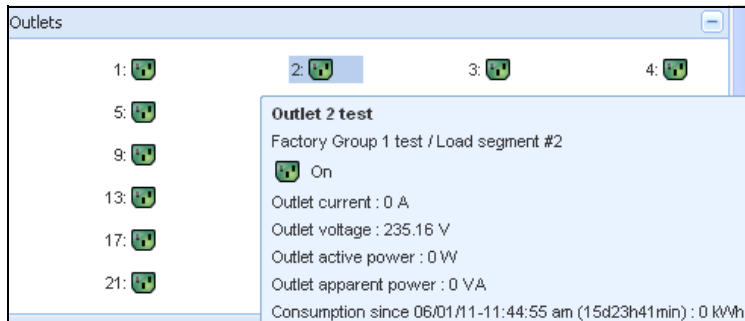 Outlets
1: 2: 3: 4:
5:
9:
13:
17:
21:
Outlet 2 test
Factory Group 1 test / Load segment #2
On
Outlet current : 0 A
Outlet voltage : 235.16 V
Outlet active power : 0 W
Outlet apparent power : 0 VA
Consumption since 06/01/11-11:44:55 am (15d23h41min) : 0 kWh